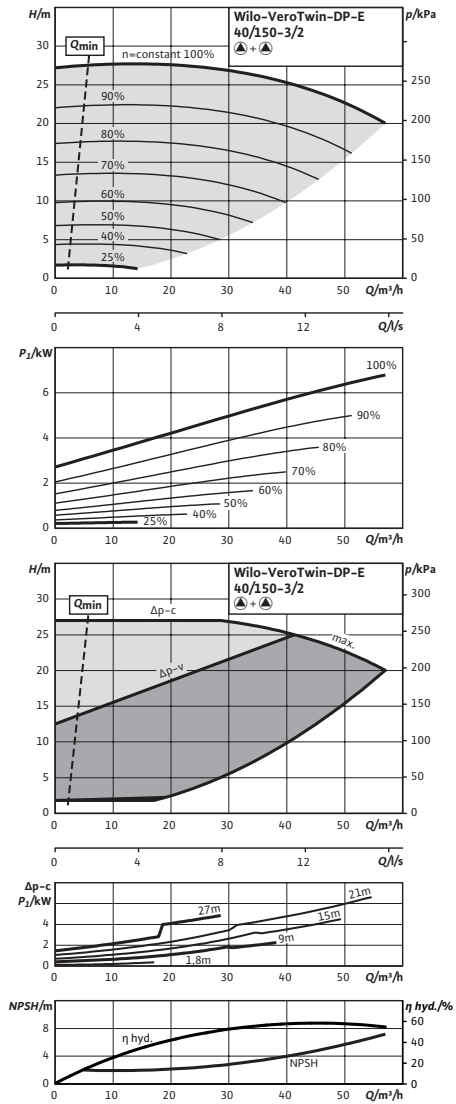 H/m
Wilo-VeroTwin-DP-E
40/150-3/2
+
p/kPa
Qmin
n=constant 100%
90%
80%
70%
60%
50%
40%
25%
30
25
20
15
10
5
0
250
200
150
100
50
0
0 10 20 30 40 50 Q/m³/h
0 4 8 12 Q/l/s
P1/kW
100%
90%
80%
70%
60%
50%
40%
25%
6
4
2
0
0 10 20 30 40 50 Q/m³/h
H/m
Wilo-VeroTwin-DP-E
40/150-3/2
+
p/kPa
Qmin
Δp-c
max.
Δp-v
30
25
20
15
10
5
0
300
250
200
150
100
50
0
0 10 20 30 40 50 Q/m³/h
0 4 8 12 Q/l/s
Δp-c
P1/kW
27m
21m
15m
9m
1,8m
4
2
0
0 10 20 30 40 50 Q/m³/h
NPSH/m
η hyd./%
η hyd.
NPSH
8
4
0
60
40
20
0
0 10 20 30 40 50 Q/m³/h